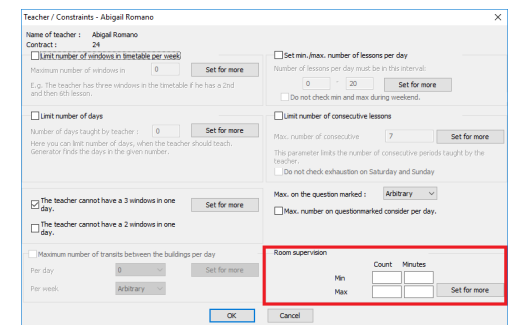 Teacher / Constraints - Abigail Romano
Name of teacher : Abigail Romano
Contract : 24
Limit number of windows in timetable per week
Maximum number of windows in 0 Set for more
E.g. The teacher has three windows in the timetable if he has a 2nd
and then 6th lesson.
Set min./max. number of lessons per day
Number of lessons per day must be in this interval:
0 - 20 Set for more
Do not check min and max during weekend.
Limit number of days
Number of days taught by teacher : 0 Set for more
Here you can limit number of days, when the teacher should teach.
Generator finds the days in the given number.
Limit number of consecutive lessons
Max. number of consecutive 7 Set for more
This parameter limits the number of consecutive periods taught by the
teacher.
Do not check exhaustion on Saturday and Sunday
The teacher cannot have a 3 windows in one
day.
Set for more
The teacher cannot have a 2 windows in one
day.
Max. on the question marked : Arbitrary
Max. number on questionmarked consider per day.
Maximum number of transits between the buildings per day
Per day 0 Set for more
Per week Arbitrary
Room supervision
Count Minutes
Min
Max Set for more
OK Cancel